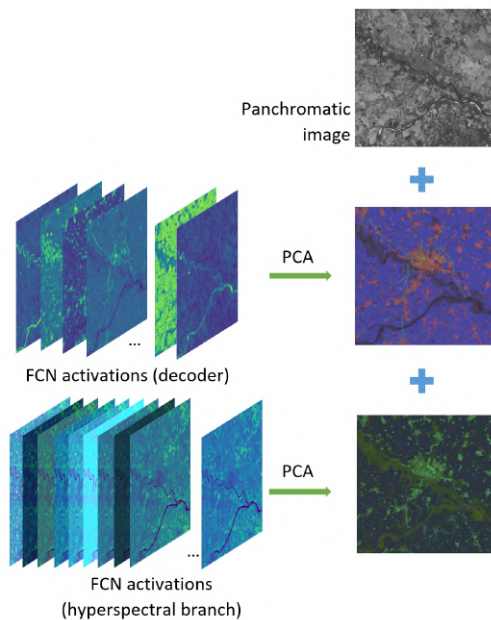 Panchromatic
image
PCA
...
FCN activations (decoder)
PCA
...
FCN activations
(hyperspectral branch)